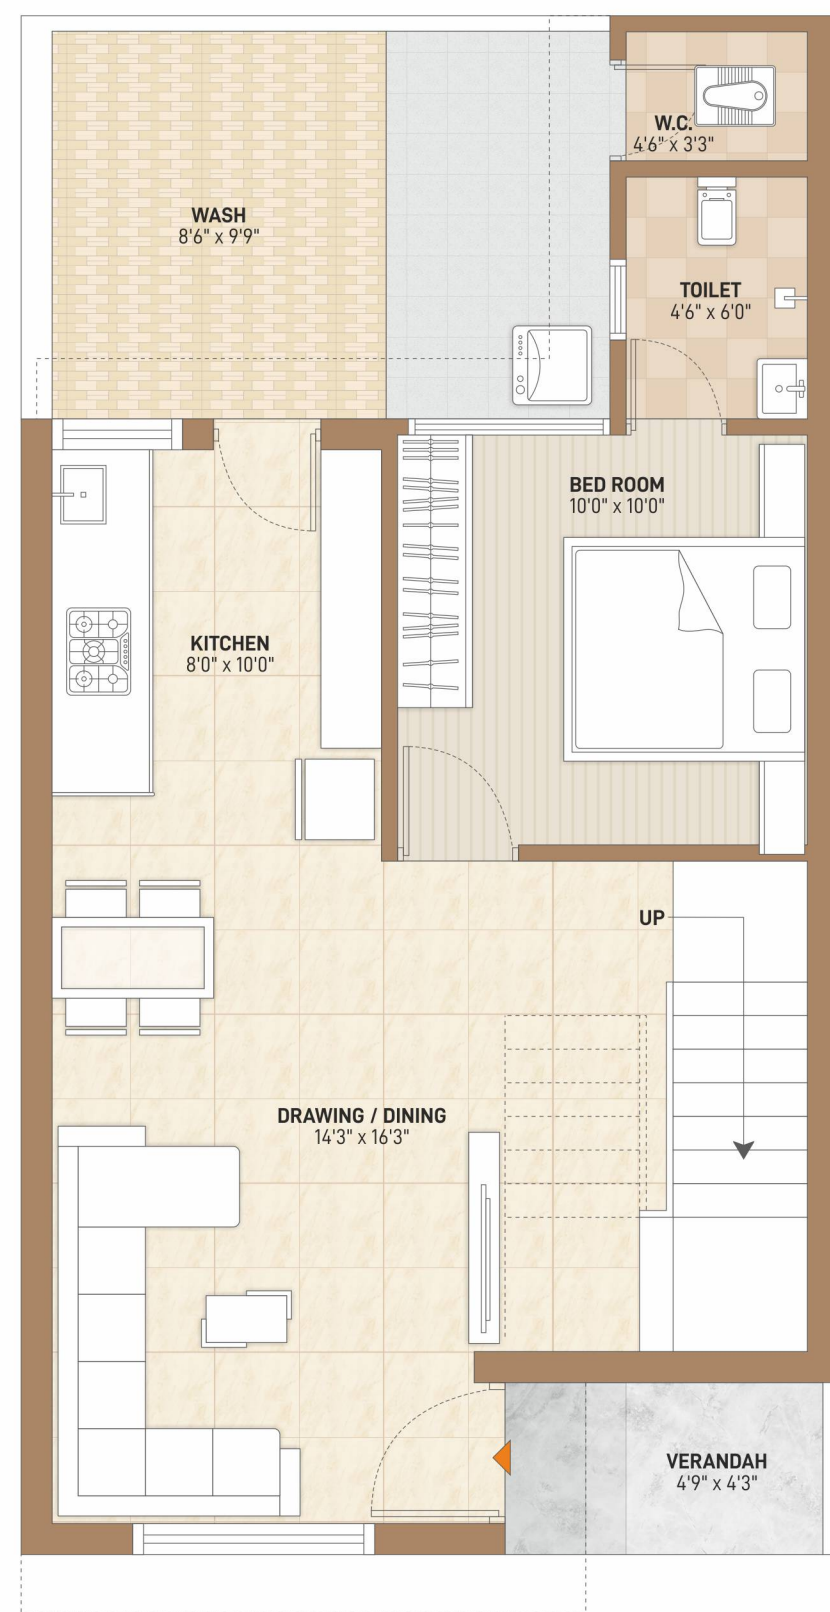 W.C.
4'6" x 3'3"
WASH
8'6" x 9'9"
TOILET
4'6" x 6'0"
BED ROOM
10'0" x 10'0"
KITCHEN
8'0" x 10'0"
UP
DRAWING / DINING
14'3" x 16'3"
VERANDAH
4'9" x 4'3"